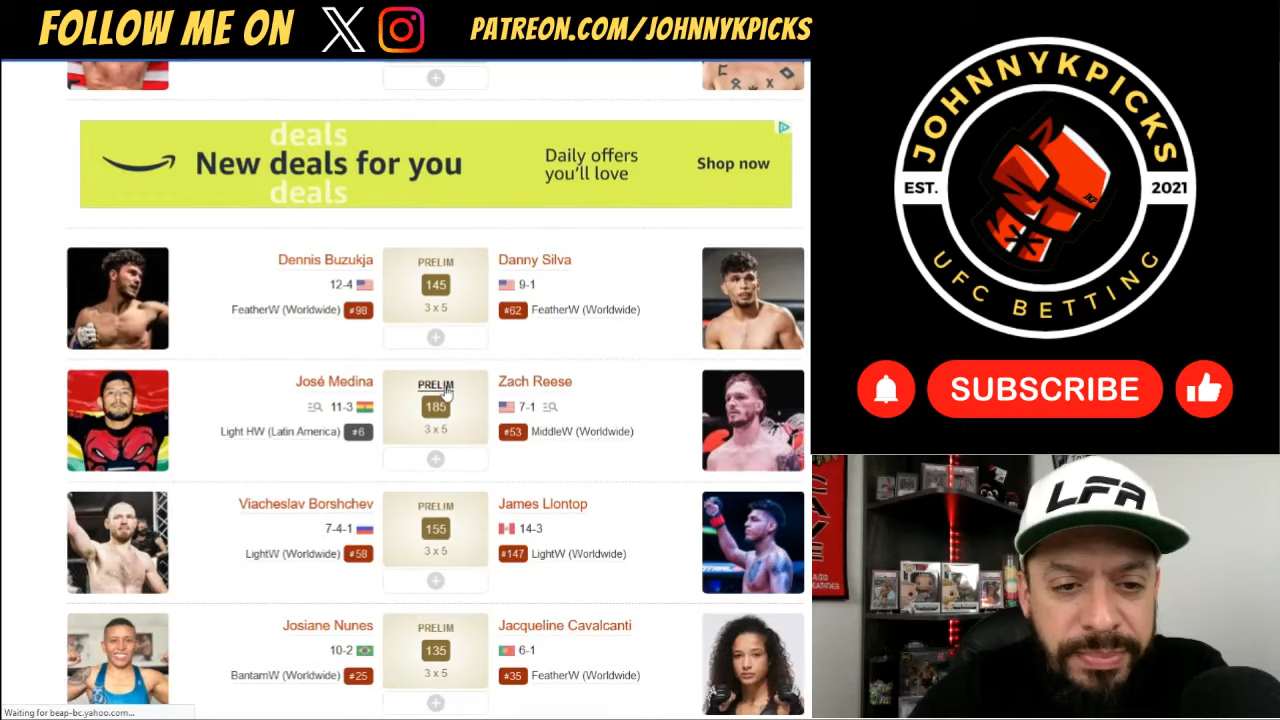 FOLLOW ME ON
PATREON.COM/JOHNNYKPICKS
deals
New deals for you
deals
Daily offers
you'll love
Shop now
Dennis Buzukja
12-4
FeatherW (Worldwide) #98
PRELIM
145
3 x 5
Danny Silva
9-1
#62 FeatherW (Worldwide)
José Medina
11-3
Light HW (Latin America) #6
PRELIM
185
3 x 5
Zach Reese
7-1
#53 MiddleW (Worldwide)
Viacheslav Borshchev
7-4-1
LightW (Worldwide) #58
PRELIM
155
3 x 5
James Llontop
14-3
#147 LightW (Worldwide)
Josiane Nunes
10-2
BantamW (Worldwide) #25
PRELIM
135
3 x 5
Jacqueline Cavalcanti
6-1
#35 FeatherW (Worldwide)
Waiting for beap-bc.yahoo.com...
JOHNNYKPICKS
EST.
2021
JKP
UFC BETTING
SUBSCRIBE
LFA